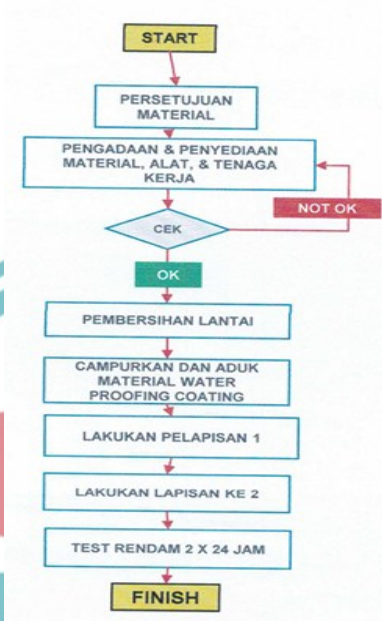 START
PERSETUJUAN
MATERIAL
PENGADAAN & PENYEDIAAN
MATERIAL, ALAT, & TENAGA
KERJA
NOT OK
CEK
OK
PEMBERSIHAN LANTAI
CAMPURKAN DAN ADUK
MATERIAL WATER
PROOFING COATING
LAKUKAN PELAPISAN 1
LAKUKAN LAPISAN KE 2
TEST RENDAM 2 X 24 JAM
FINISH